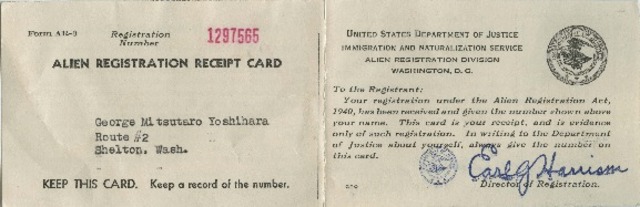 Form AR-3
Registration
Number
1297565
ALIEN REGISTRATION RECEIPT CARD
George Mitsutaro Yoshihara
Route #2
Shelton, Wash.
KEEP THIS CARD. Keep a record of the number.
UNITED STATES DEPARTMENT OF JUSTICE
IMMIGRATION AND NATURALIZATION SERVICE
ALIEN REGISTRATION DIVISION
WASHINGTON, D. C.
To the Registrant:
Your registration under the Alien Registration Act,
1940, has been received and given the number shown above
your name. This card is your receipt, and is evidence
only of such registration. In writing to the Department
of Justice about yourself, always give the number on
this card.
Earl G Harrison
Director of Registration.